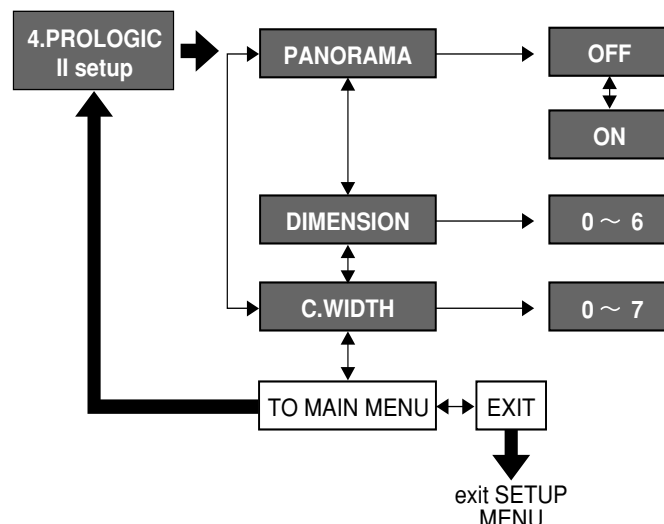 4.PROLOGIC
II setup
PANORAMA
OFF
ON
DIMENSION
0 ~ 6
C.WIDTH
0 ~ 7
TO MAIN MENU
EXIT
exit SETUP
MENU